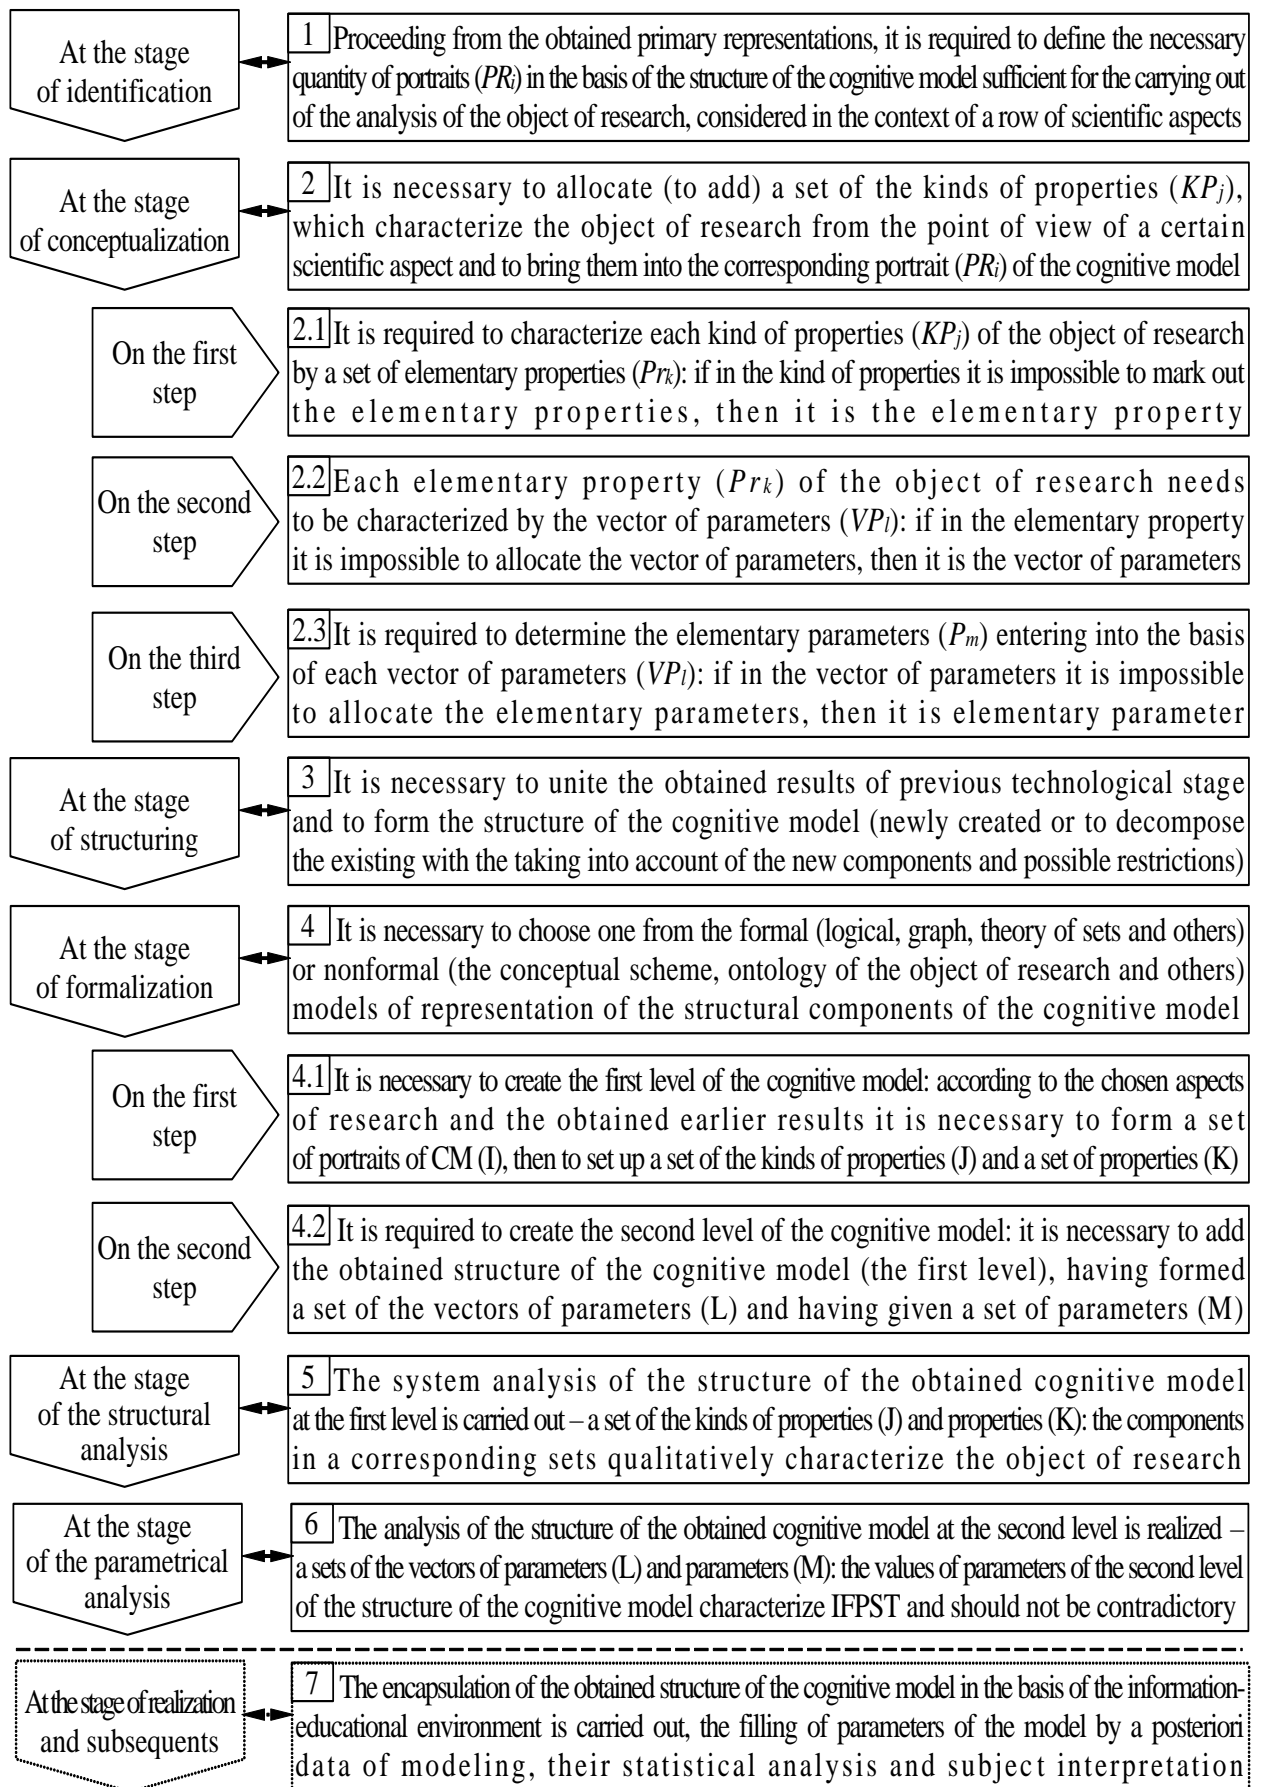 At the stage
of identification
1 Proceeding from the obtained primary representations, it is required to define the necessary
quantity of portraits (PRi) in the basis of the structure of the cognitive model sufficient for the carrying out
of the analysis of the object of research, considered in the context of a row of scientific aspects
At the stage
of conceptualization
2 It is necessary to allocate (to add) a set of the kinds of properties (KPj),
which characterize the object of research from the point of view of a certain
scientific aspect and to bring them into the corresponding portrait (PRi) of the cognitive model
On the first
step
2.1 It is required to characterize each kind of properties (KPj) of the object of research
by a set of elementary properties (Prk): if in the kind of properties it is impossible to mark out
the elementary properties, then it is the elementary property
On the second
step
2.2 Each elementary property (Prk) of the object of research needs
to be characterized by the vector of parameters (VPl): if in the elementary property
it is impossible to allocate the vector of parameters, then it is the vector of parameters
On the third
step
2.3 It is required to determine the elementary parameters (Pm) entering into the basis
of each vector of parameters (VPl): if in the vector of parameters it is impossible
to allocate the elementary parameters, then it is elementary parameter
At the stage
of structuring
3 It is necessary to unite the obtained results of previous technological stage
and to form the structure of the cognitive model (newly created or to decompose
the existing with the taking into account of the new components and possible restrictions)
At the stage
of formalization
4 It is necessary to choose one from the formal (logical, graph, theory of sets and others)
or nonformal (the conceptual scheme, ontology of the object of research and others)
models of representation of the structural components of the cognitive model
On the first
step
4.1 It is necessary to create the first level of the cognitive model: according to the chosen aspects
of research and the obtained earlier results it is necessary to form a set
of portraits of CM (I), then to set up a set of the kinds of properties (J) and a set of properties (K)
On the second
step
4.2 It is required to create the second level of the cognitive model: it is necessary to add
the obtained structure of the cognitive model (the first level), having formed
a set of the vectors of parameters (L) and having given a set of parameters (M)
At the stage
of the structural
analysis
5 The system analysis of the structure of the obtained cognitive model
at the first level is carried out – a set of the kinds of properties (J) and properties (K): the components
in a corresponding sets qualitatively characterize the object of research
At the stage
of the parametrical
analysis
6 The analysis of the structure of the obtained cognitive model at the second level is realized –
a sets of the vectors of parameters (L) and parameters (M): the values of parameters of the second level
of the structure of the cognitive model characterize IFPST and should not be contradictory
At the stage of realization
and subsequents
7 The encapsulation of the obtained structure of the cognitive model in the basis of the information-
educational environment is carried out, the filling of parameters of the model by a posteriori
data of modeling, their statistical analysis and subject interpretation